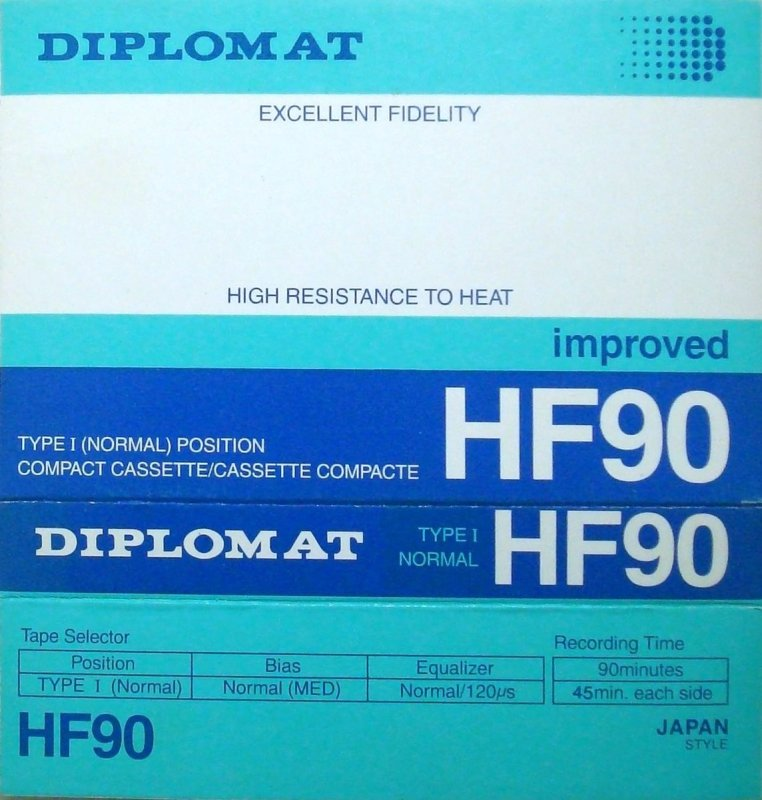 DIPLOMAT
EXCELLENT FIDELITY
HIGH RESISTANCE TO HEAT
improved
TYPE I (NORMAL) POSITION
COMPACT CASSETTE/CASSETTE COMPACTE
HF90
DIPLOMAT
TYPE I
NORMAL
HF90
Tape Selector
Position Bias Equalizer
TYPE I (Normal) Normal (MED) Normal/120µs
Recording Time
90minutes
45min. each side
HF90
JAPAN
STYLE